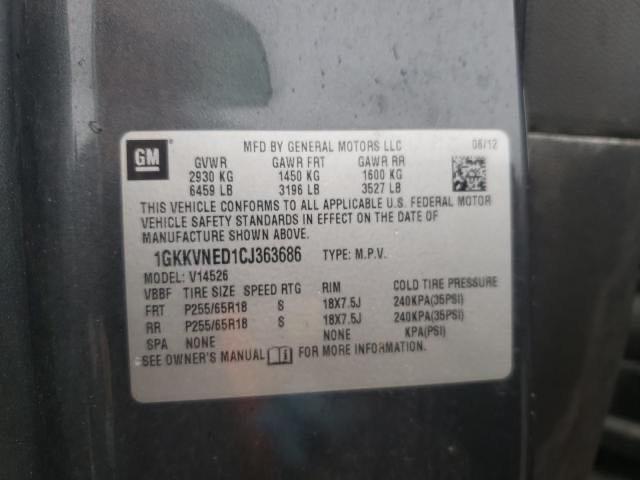 GM
MFD BY GENERAL MOTORS LLC 06/12
GVWR GAWR FRT GAWR RR
2930 KG 1450 KG 1600 KG
6459 LB 3196 LB 3527 LB
THIS VEHICLE CONFORMS TO ALL APPLICABLE U.S. FEDERAL MOTOR
VEHICLE SAFETY STANDARDS IN EFFECT ON THE DATE OF
MANUFACTURE SHOWN ABOVE.
1GKKVNED1CJ363686 TYPE: M.P.V.
MODEL: V14526
VBBF TIRE SIZE SPEED RTG RIM COLD TIRE PRESSURE
FRT P255/65R18 S 18X7.5J 240KPA(35PSI)
RR P255/65R18 S 18X7.5J 240KPA(35PSI)
SPA NONE NONE KPA(PSI)
SEE OWNER'S MANUAL i FOR MORE INFORMATION.